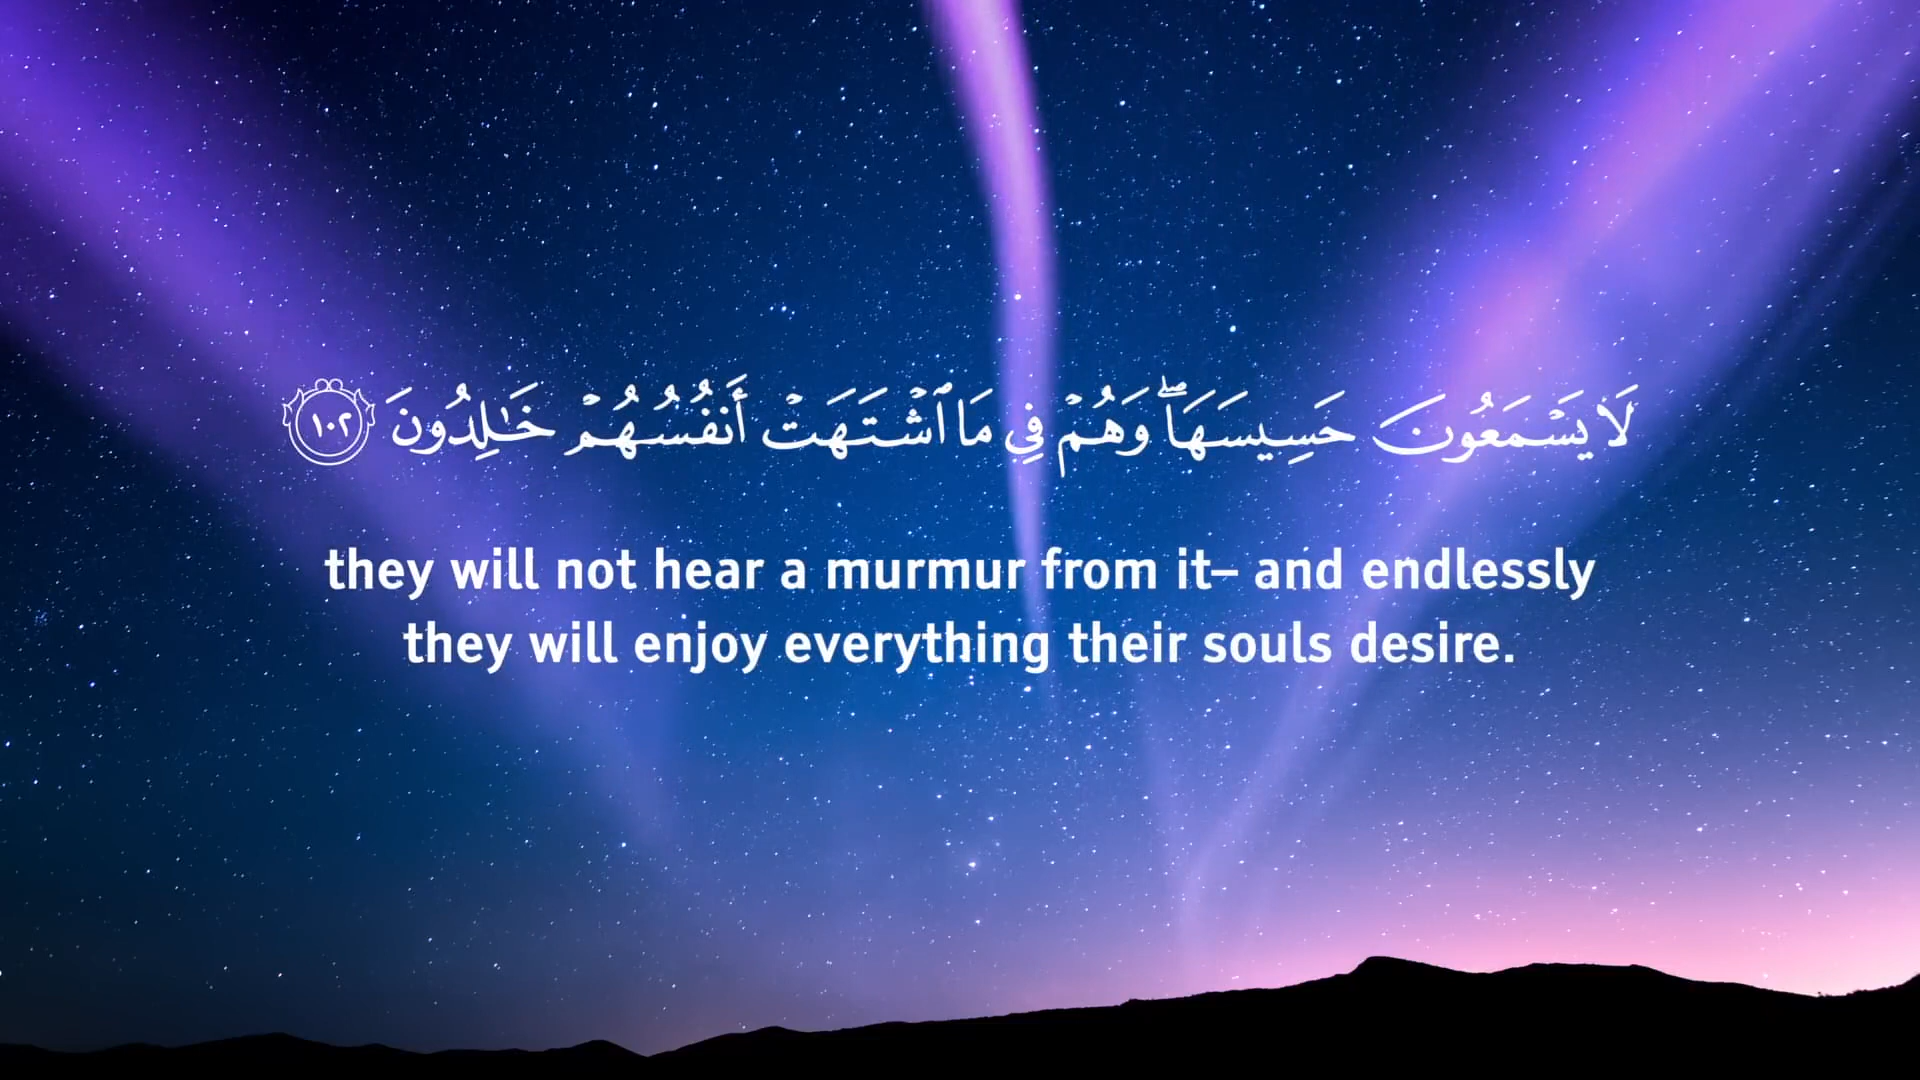 لَا يَسْمَعُونَ حَسِيسَهَا ۖ وَهُمْ فِي مَا ٱشْتَهَتْ أَنفُسُهُمْ خَـٰلِدُونَ ١٠٢
they will not hear a murmur from it– and endlessly
they will enjoy everything their souls desire.